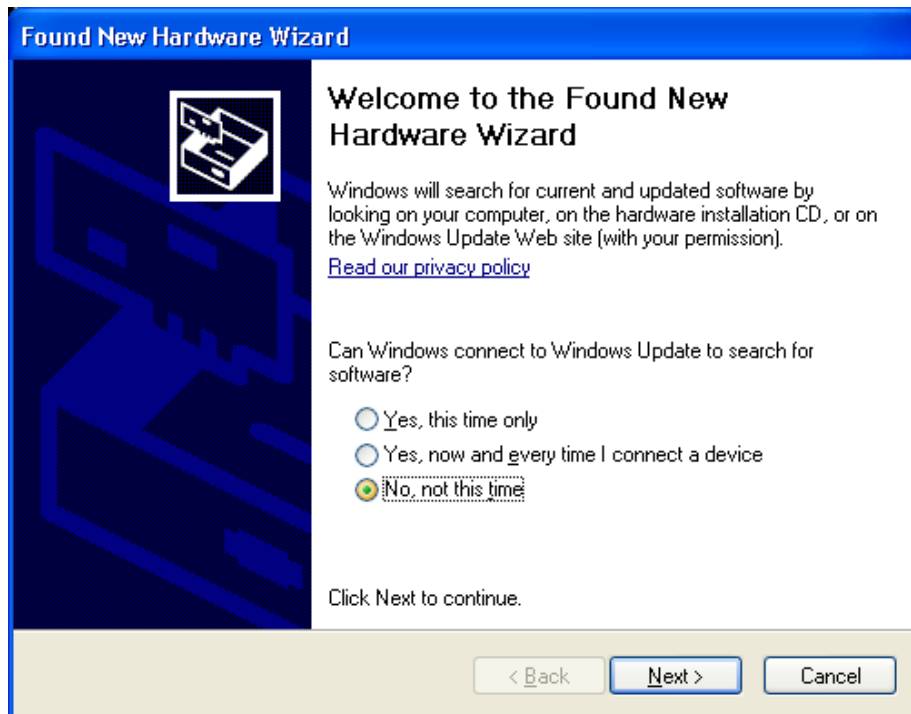 Found New Hardware Wizard
Welcome to the Found New
Hardware Wizard
Windows will search for current and updated software by
looking on your computer, on the hardware installation CD, or on
the Windows Update Web site (with your permission).
Read our privacy policy
Can Windows connect to Windows Update to search for
software?
Yes, this time only
Yes, now and every time I connect a device
No, not this time
Click Next to continue.
< Back
Next >
Cancel